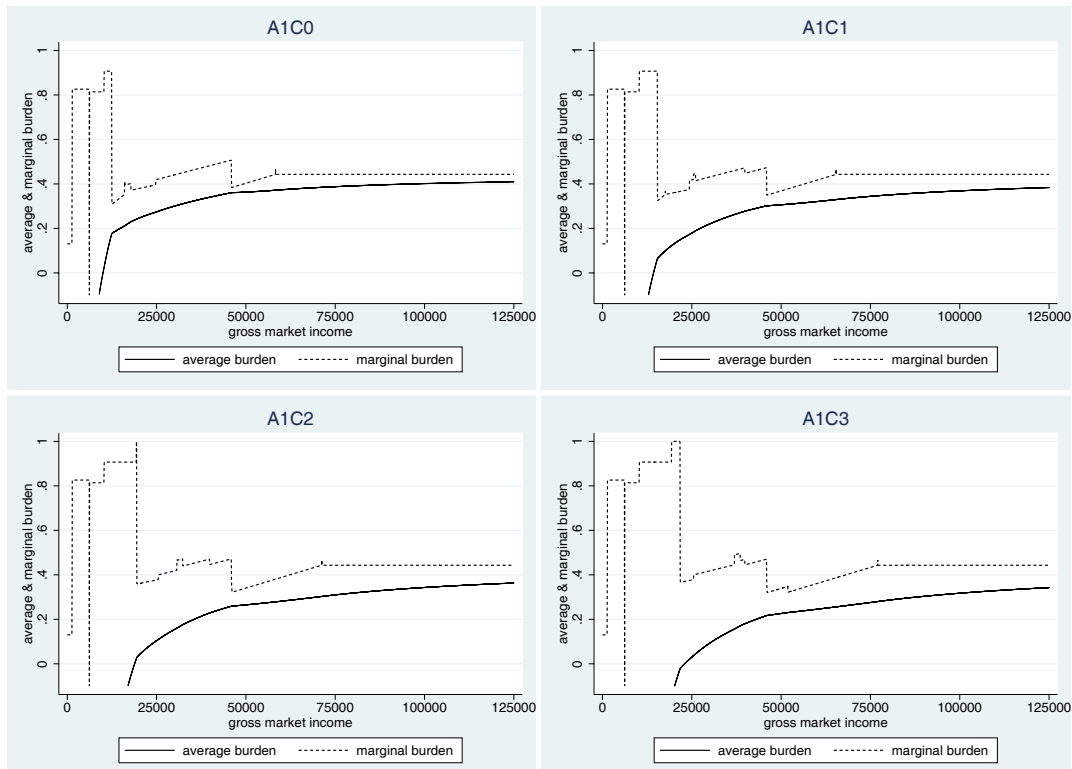 A1C0
average & marginal burden
1
.8
.6
.4
.2
0
0 25000 50000 75000 100000 125000
gross market income
average burden marginal burden
A1C1
average & marginal burden
1
.8
.6
.4
.2
0
0 25000 50000 75000 100000 125000
gross market income
average burden marginal burden
A1C2
average & marginal burden
1
.8
.6
.4
.2
0
0 25000 50000 75000 100000 125000
gross market income
average burden marginal burden
A1C3
average & marginal burden
1
.8
.6
.4
.2
0
0 25000 50000 75000 100000 125000
gross market income
average burden marginal burden